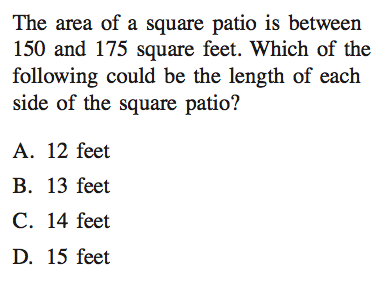 The area of a square patio is between
150 and 175 square feet. Which of the
following could be the length of each
side of the square patio?
A. 12 feet
B. 13 feet
C. 14 feet
D. 15 feet